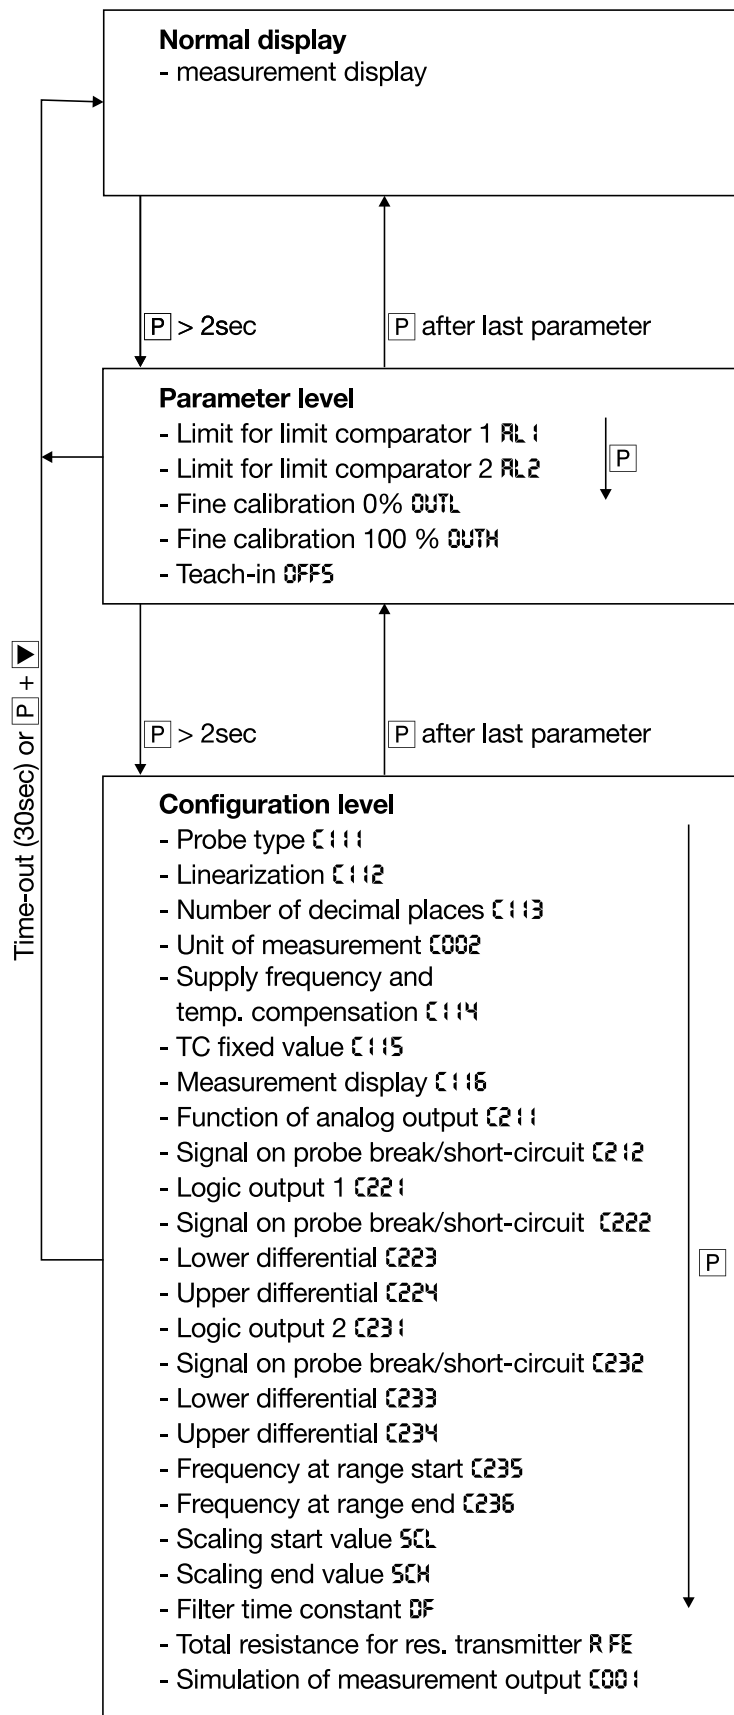 Normal display
- measurement display
P > 2sec
P after last parameter
Parameter level
- Limit for limit comparator 1 AL1
- Limit for limit comparator 2 AL2
- Fine calibration 0% OUTL
- Fine calibration 100 % OUTH
- Teach-in OFFS
P
P > 2sec
P after last parameter
Time-out (30sec) or P + ▼
Configuration level
- Probe type C111
- Linearization C112
- Number of decimal places C113
- Unit of measurement C002
- Supply frequency and
temp. compensation C114
- TC fixed value C115
- Measurement display C116
- Function of analog output C211
- Signal on probe break/short-circuit C212
- Logic output 1 C221
- Signal on probe break/short-circuit C222
- Lower differential C223
- Upper differential C224
- Logic output 2 C231
- Signal on probe break/short-circuit C232
- Lower differential C233
- Upper differential C234
- Frequency at range start C235
- Frequency at range end C236
- Scaling start value SCL
- Scaling end value SCH
- Filter time constant DF
- Total resistance for res. transmitter R FE
- Simulation of measurement output C001
P